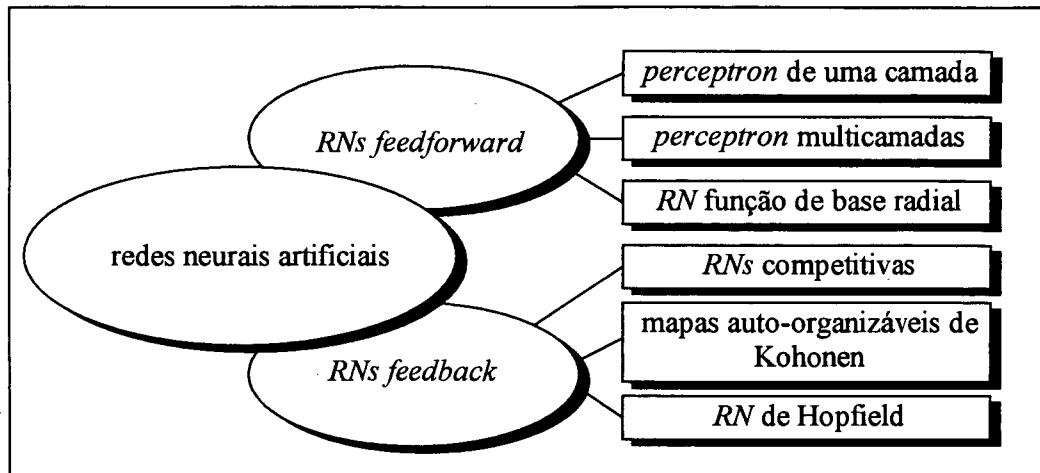 RNs feedforward
perceptron de uma camada
perceptron multicamadas
RN função de base radial
redes neurais artificiais
RNs feedback
RNs competitivas
mapas auto-organizáveis de
Kohonen
RN de Hopfield